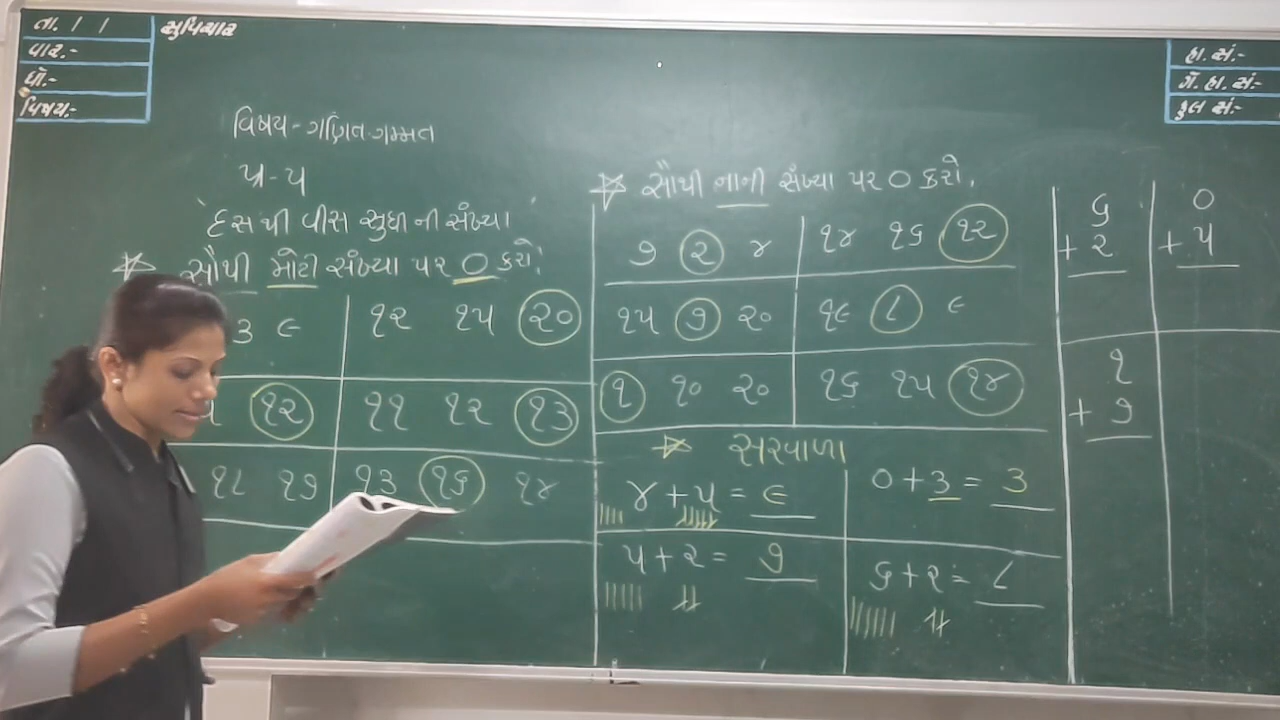 તા. / /
સુવિચાર
વાર.-
વિષય:-
હા. સં.-
ગે. હા. સં:-
કુલ સં:-
વિષય - ગણિત ગમ્મત
પ્ર - ૫
દસ થી વીસ સુધી ની સંખ્યા
સૌથી મોટી સંખ્યા પર ૦ કરો.
૩ ૯
૧૨ ૧૫ ૨૦
૧૨
૧૧ ૧૨ ૧૩
૧૮ ૧૭
૧૩ ૧૬ ૧૪
સૌથી નાની સંખ્યા પર ૦ કરો.
૭ ૨ ૪
૧૪ ૧૬ ૧૨
૧૫ ૭ ૨૦
૧૯ ૮ ૯
૧ ૧૦ ૨૦
૧૬ ૧૫ ૧૪
સરવાળા
૪ + ૫ = ૯
૦ + ૩ = ૩
૫ + ૨ = ૭
૬ + ૨ = ૮
૬
+ ૨
૦
+ ૫
૧
+ ૭